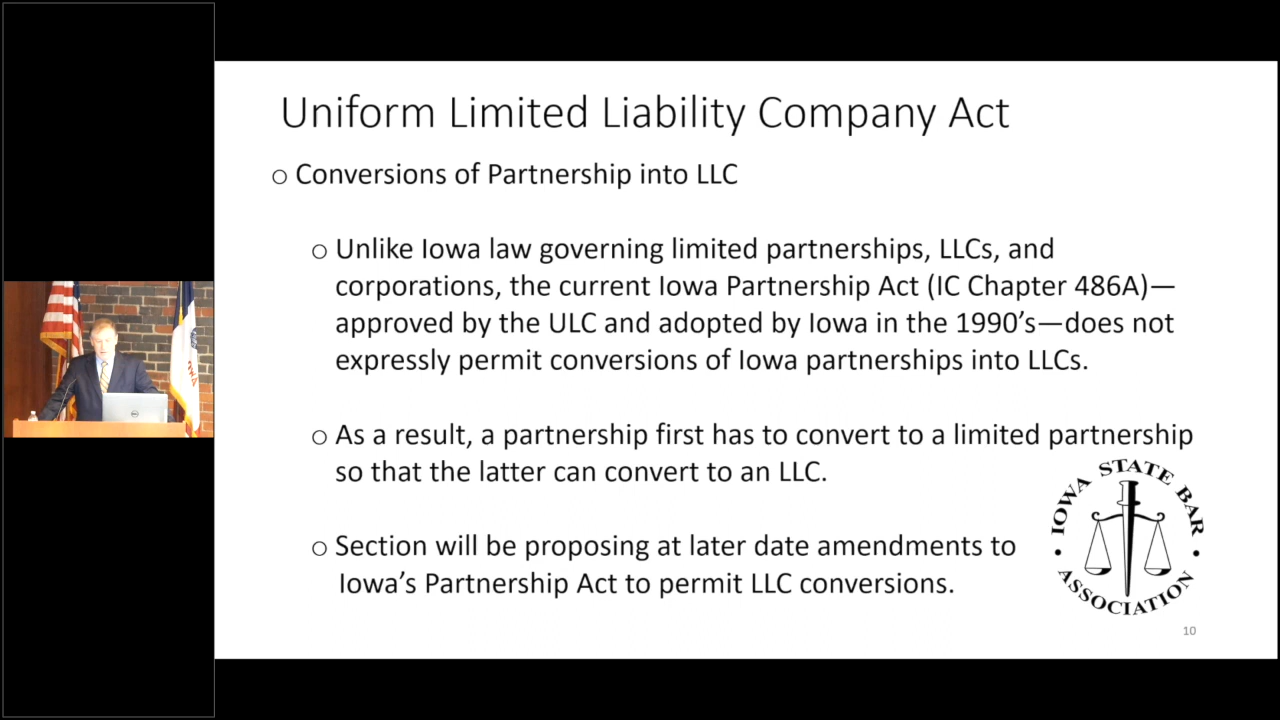 Uniform Limited Liability Company Act
o Conversions of Partnership into LLC
o Unlike Iowa law governing limited partnerships, LLCs, and
corporations, the current Iowa Partnership Act (IC Chapter 486A)—
approved by the ULC and adopted by Iowa in the 1990’s—does not
expressly permit conversions of Iowa partnerships into LLCs.
o As a result, a partnership first has to convert to a limited partnership
so that the latter can convert to an LLC.
o Section will be proposing at later date amendments to
Iowa’s Partnership Act to permit LLC conversions.
IOWA STATE BAR
• •
ASSOCIATION
10